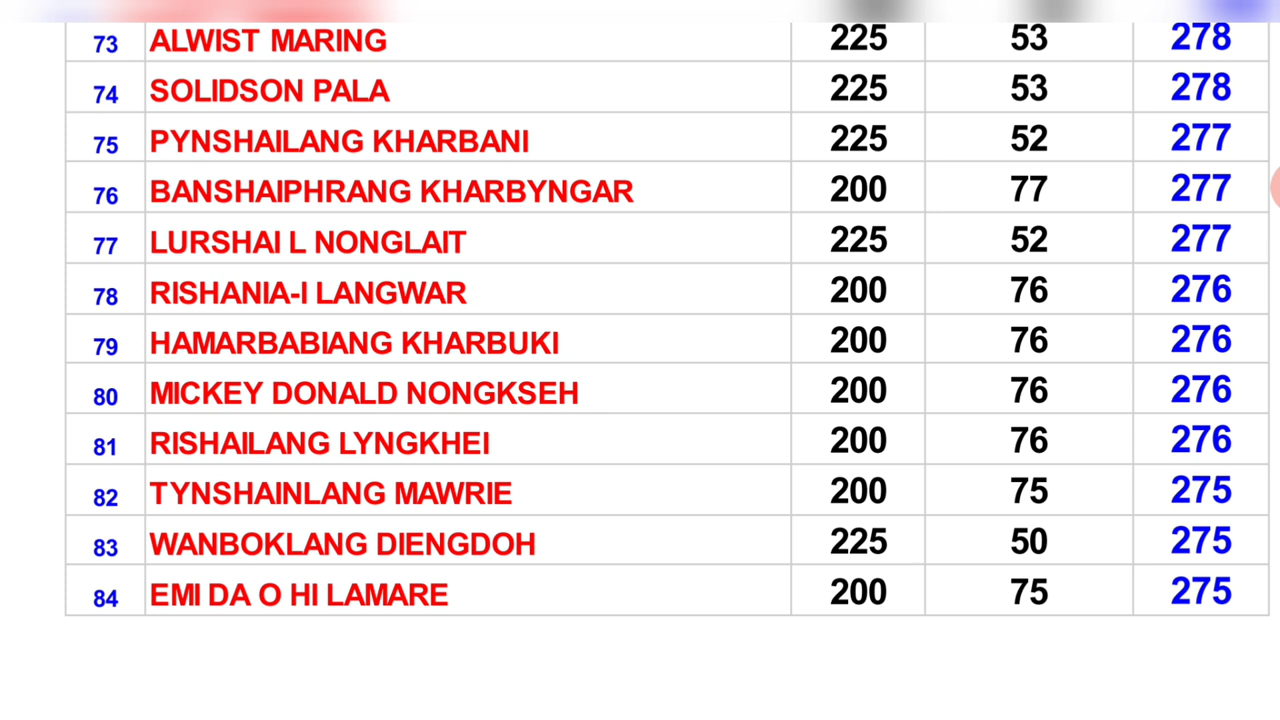 73 ALWIST MARING 225 53 278
74 SOLIDSON PALA 225 53 278
75 PYNSHAILANG KHARBANI 225 52 277
76 BANSHAIPHRANG KHARBYNGAR 200 77 277
77 LURSHAI L NONGLAIT 225 52 277
78 RISHANIA-I LANGWAR 200 76 276
79 HAMARBABIANG KHARBUKI 200 76 276
80 MICKEY DONALD NONGKSEH 200 76 276
81 RISHAILANG LYNGKHEI 200 76 276
82 TYNSHAINLANG MAWRIE 200 75 275
83 WANBOKLANG DIENGDOH 225 50 275
84 EMI DA O HI LAMARE 200 75 275